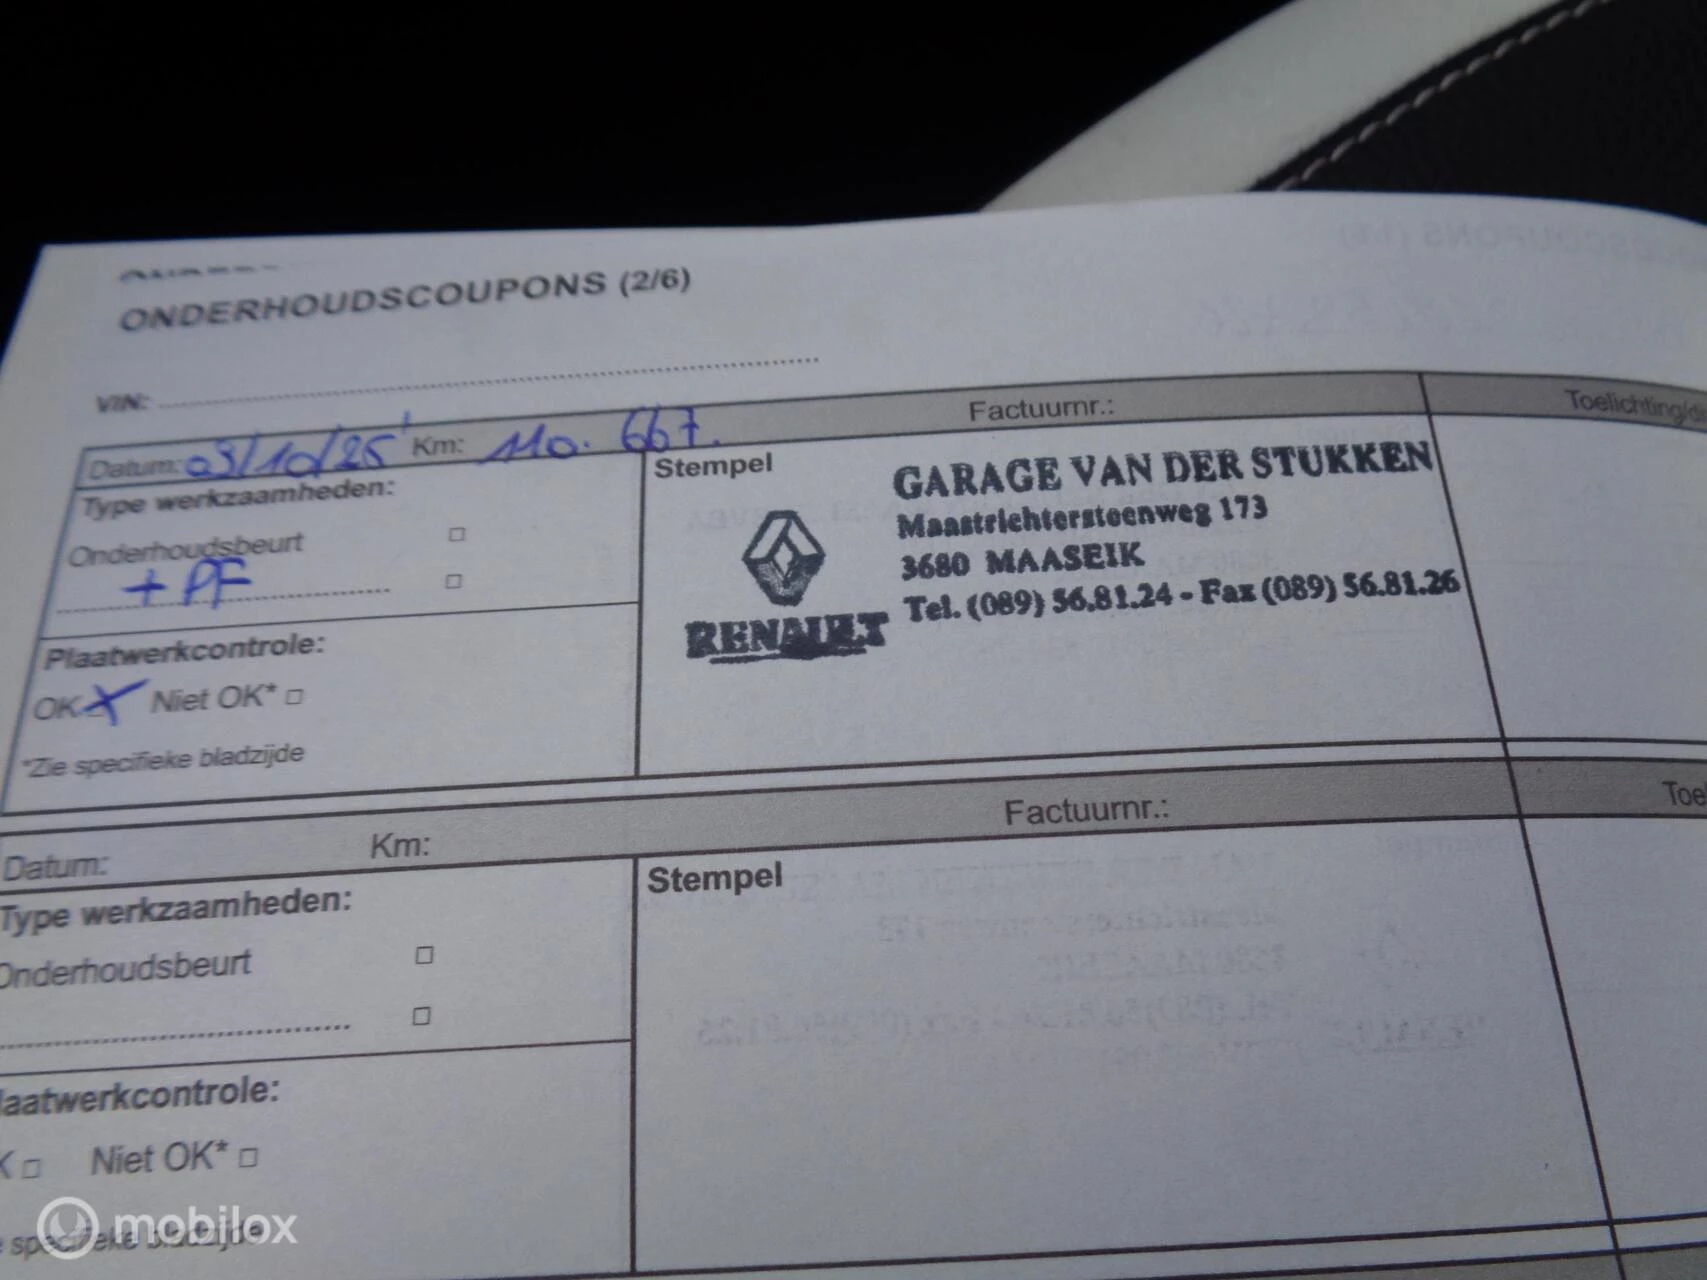 ONDERHOUDSCOUPONS (2/6)
VIN:
Datum: 03/10/25 Km: 110.667. Factuurnr.:
Type werkzaamheden:
Onderhoudsbeurt □
+ PF □
Plaatwerkcontrole:
OK X Niet OK* □
*Zie specifieke bladzijde
Stempel
GARAGE VAN DER STUKKEN
Maastrichtersteenweg 173
3680 MAASEIK
Tel. (089) 56.81.24 - Fax (089) 56.81.26
RENAULT
Datum: Km: Factuurnr.:
Type werkzaamheden:
Onderhoudsbeurt □
□
laatwerkcontrole:
K □ Niet OK* □
specifieke bladzijde
Stempel
mobilox